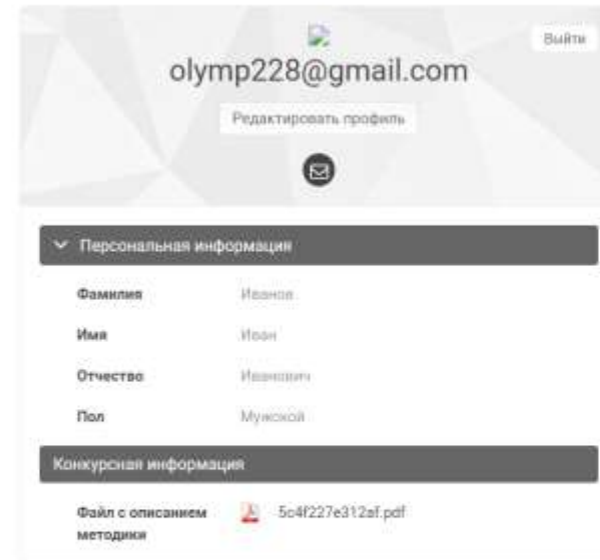 Выйти
olymp228@gmail.com
Редактировать профиль
Персональная информация
Фамилия Иванов
Имя Иван
Отчество Иванович
Пол Мужской
Конкурсная информация
Файл с описанием методики 5c4f227e312af.pdf